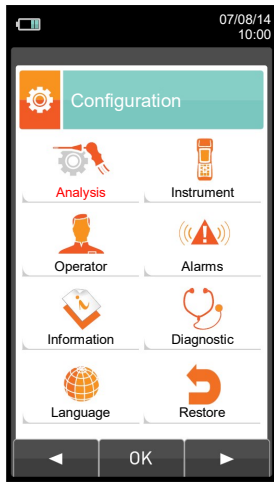 07/08/14
10:00
Configuration
Analysis
Instrument
Operator
Alarms
Information
Diagnostic
Language
Restore
◄ OK ►